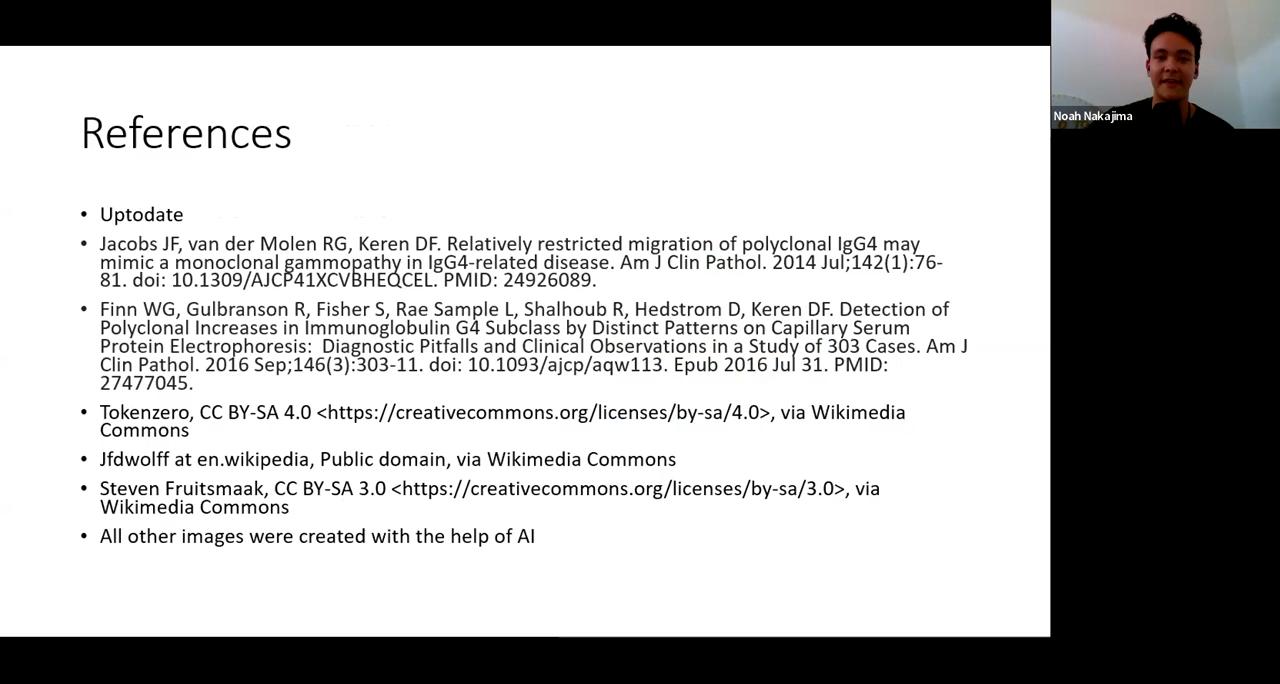 References
• Uptodate
• Jacobs JF, van der Molen RG, Keren DF. Relatively restricted migration of polyclonal IgG4 may
mimic a monoclonal gammopathy in IgG4-related disease. Am J Clin Pathol. 2014 Jul;142(1):76-
81. doi: 10.1309/AJCP41XCVBHEQCEL. PMID: 24926089.
• Finn WG, Gulbranson R, Fisher S, Rae Sample L, Shalhoub R, Hedstrom D, Keren DF. Detection of
Polyclonal Increases in Immunoglobulin G4 Subclass by Distinct Patterns on Capillary Serum
Protein Electrophoresis:  Diagnostic Pitfalls and Clinical Observations in a Study of 303 Cases. Am J
Clin Pathol. 2016 Sep;146(3):303-11. doi: 10.1093/ajcp/aqw113. Epub 2016 Jul 31. PMID:
27477045.
• Tokenzero, CC BY-SA 4.0 <https://creativecommons.org/licenses/by-sa/4.0>, via Wikimedia
Commons
• Jfdwolff at en.wikipedia, Public domain, via Wikimedia Commons
• Steven Fruitsmaak, CC BY-SA 3.0 <https://creativecommons.org/licenses/by-sa/3.0>, via
Wikimedia Commons
• All other images were created with the help of AI
Noah Nakajima